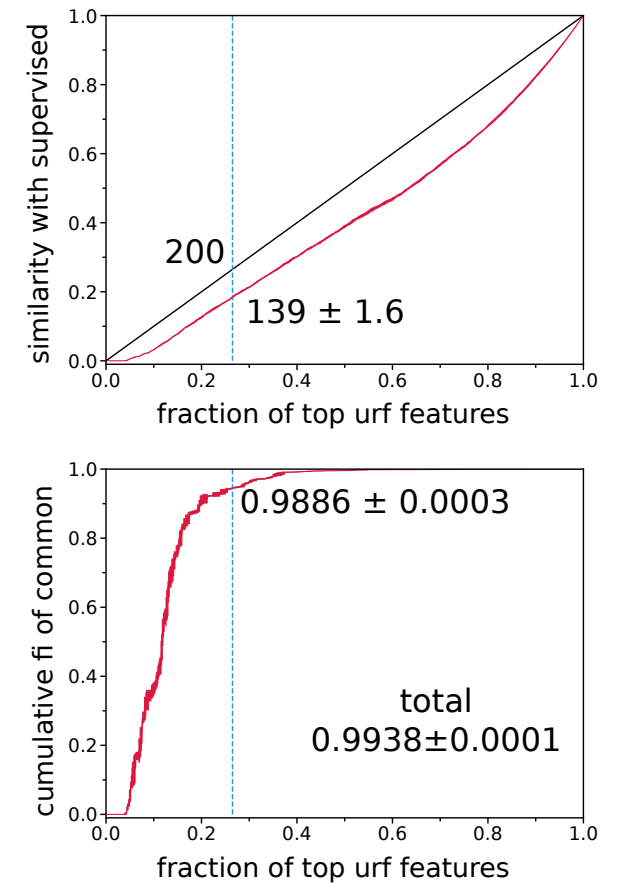 1.0
0.8
0.6
0.4
0.2
0.0
similarity with supervised
200
139 ± 1.6
0.0 0.2 0.4 0.6 0.8 1.0
fraction of top urf features
1.0
0.8
0.6
0.4
0.2
0.0
cumulative fi of common
0.9886 ± 0.0003
total
0.9938±0.0001
0.0 0.2 0.4 0.6 0.8 1.0
fraction of top urf features